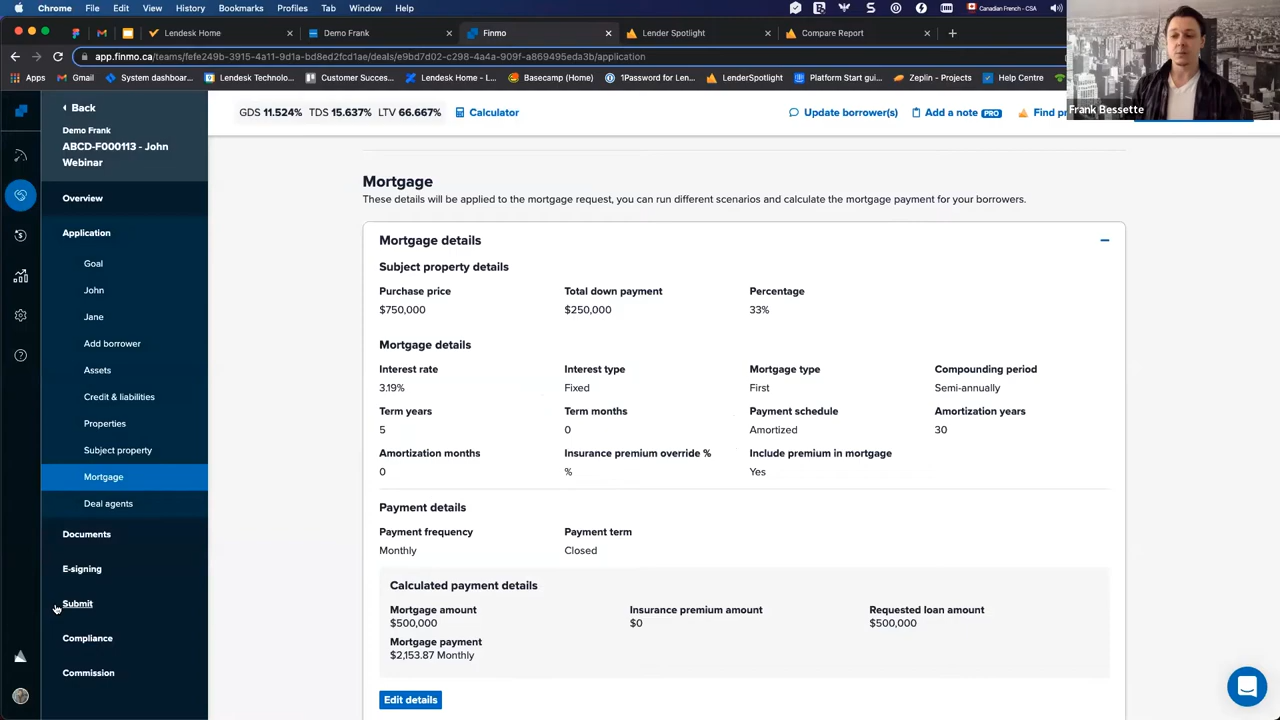 Chrome File Edit View History Bookmarks Profiles Tab Window Help Canadian French - CSA
Lendesk Home Demo Frank Finmo Lender Spotlight Compare Report
app.finmo.ca/teams/fefe249b-3915-4a11-9d1a-bd8ed2fcd1ae/deals/e9bd7d02-c298-4a4a-909f-a869495eda3b/application
Apps Gmail System dashboar... Lendesk Technolo... Customer Succes... Lendesk Home - L... Basecamp (Home) 1Password for Len... LenderSpotlight Platform Start gui... Zeplin - Projects Help Centre
Frank Bessette
Back
Demo Frank
ABCD-F000113 - John
Webinar
Overview
Application
Goal
John
Jane
Add borrower
Assets
Credit & liabilities
Properties
Subject property
Mortgage
Deal agents
Documents
E-signing
Submit
Compliance
Commission
GDS 11.524% TDS 15.637% LTV 66.667% Calculator Update borrower(s) Add a note PRO Find pr
Mortgage
These details will be applied to the mortgage request, you can run different scenarios and calculate the mortgage payment for your borrowers.
Mortgage details
Subject property details
Purchase price Total down payment Percentage
$750,000 $250,000 33%
Mortgage details
Interest rate Interest type Mortgage type Compounding period
3.19% Fixed First Semi-annually
Term years Term months Payment schedule Amortization years
5 0 Amortized 30
Amortization months Insurance premium override % Include premium in mortgage
0 % Yes
Payment details
Payment frequency Payment term
Monthly Closed
Calculated payment details
Mortgage amount Insurance premium amount Requested loan amount
$500,000 $0 $500,000
Mortgage payment
$2,153.87 Monthly
Edit details